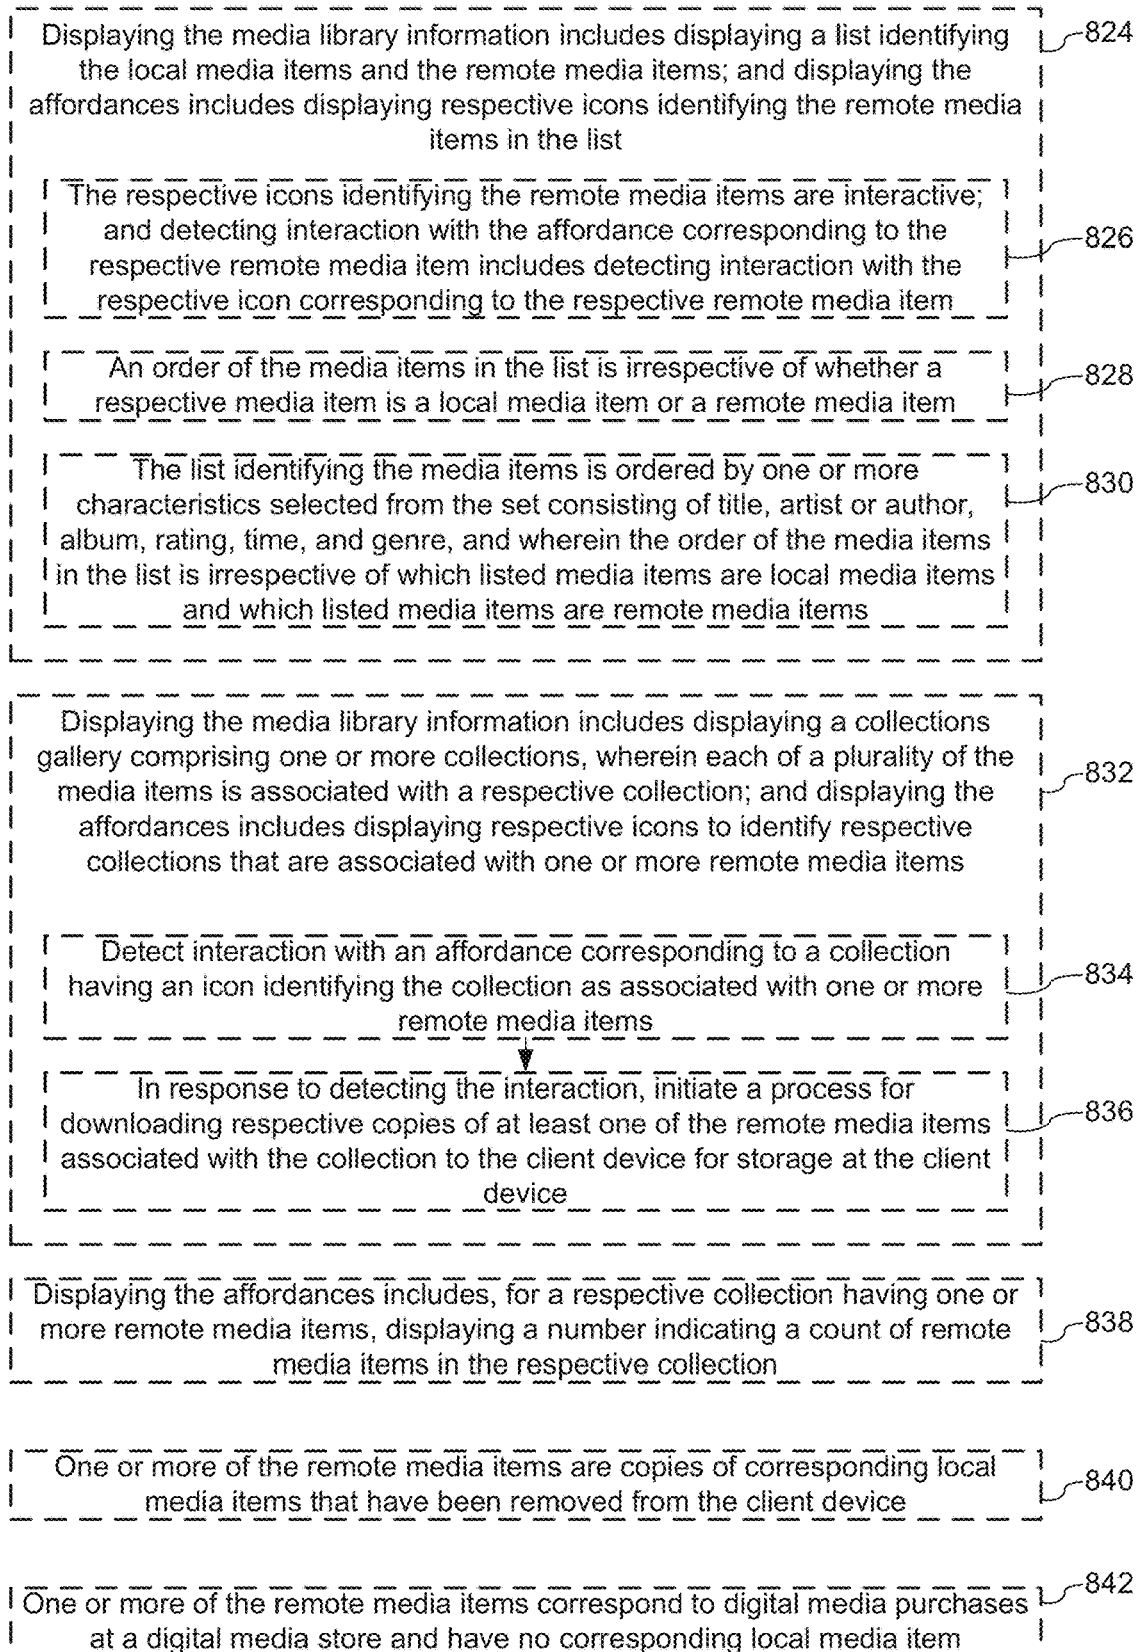 Displaying the media library information includes displaying a list identifying
the local media items and the remote media items; and displaying the
affordances includes displaying respective icons identifying the remote media
items in the list
824
The respective icons identifying the remote media items are interactive;
and detecting interaction with the affordance corresponding to the
respective remote media item includes detecting interaction with the
respective icon corresponding to the respective remote media item
826
An order of the media items in the list is irrespective of whether a
respective media item is a local media item or a remote media item
828
The list identifying the media items is ordered by one or more
characteristics selected from the set consisting of title, artist or author,
album, rating, time, and genre, and wherein the order of the media items
in the list is irrespective of which listed media items are local media items
and which listed media items are remote media items
830
Displaying the media library information includes displaying a collections
gallery comprising one or more collections, wherein each of a plurality of the
media items is associated with a respective collection; and displaying the
affordances includes displaying respective icons to identify respective
collections that are associated with one or more remote media items
832
Detect interaction with an affordance corresponding to a collection
having an icon identifying the collection as associated with one or more
remote media items
834
In response to detecting the interaction, initiate a process for
downloading respective copies of at least one of the remote media items
associated with the collection to the client device for storage at the client
device
836
Displaying the affordances includes, for a respective collection having one or
more remote media items, displaying a number indicating a count of remote
media items in the respective collection
838
One or more of the remote media items are copies of corresponding local
media items that have been removed from the client device
840
One or more of the remote media items correspond to digital media purchases
at a digital media store and have no corresponding local media item
842